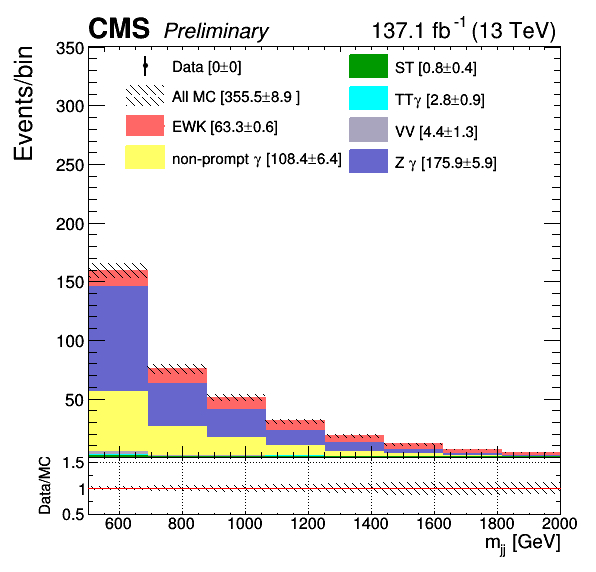 CMS Preliminary 137.1 fb⁻¹ (13 TeV)
Events/bin
350
300
250
200
150
100
50
Data [0±0]
All MC [355.5±8.9 ]
EWK [63.3±0.6]
non-prompt γ [108.4±6.4]
ST [0.8±0.4]
TTγ [2.8±0.9]
VV [4.4±1.3]
Z γ [175.9±5.9]
Data/MC
1.5
1
0.5
600 800 1000 1200 1400 1600 1800 2000
m_jj [GeV]